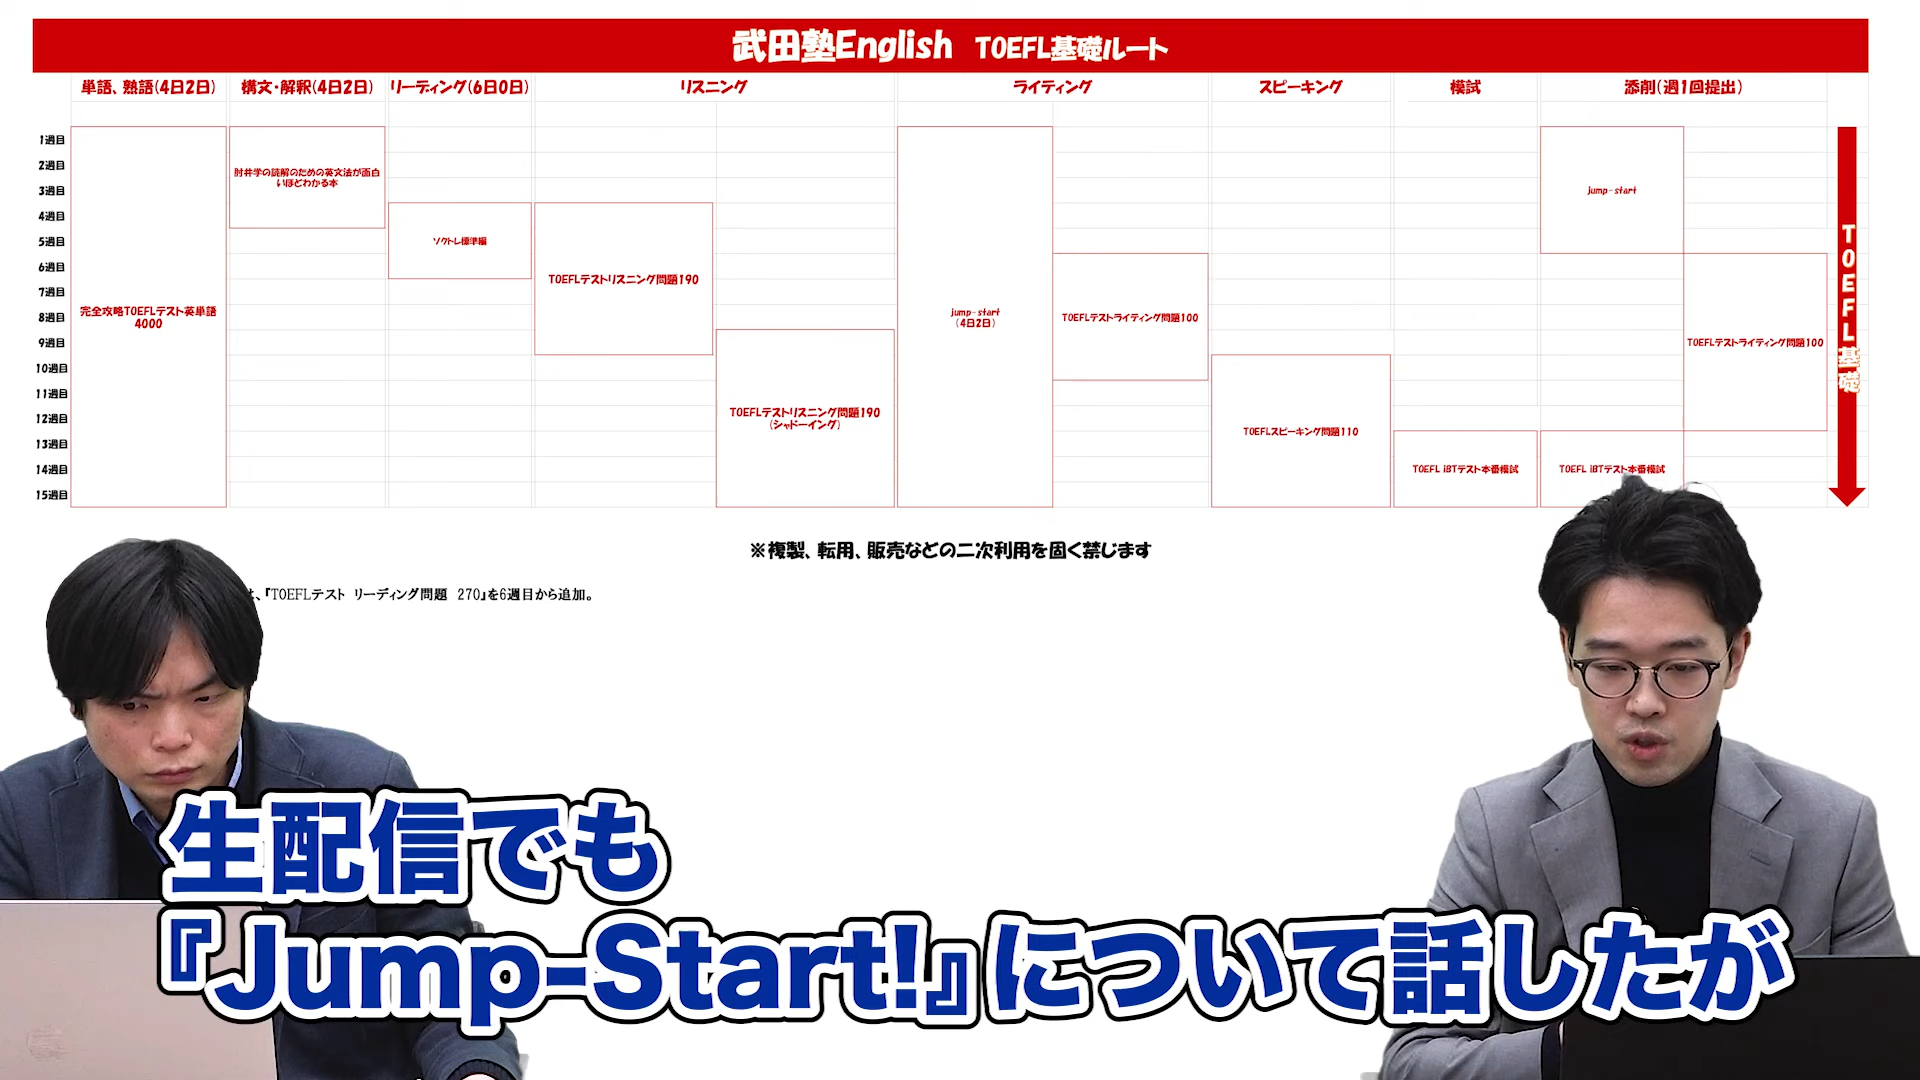 武田塾English TOEFL基礎ルート
単語、熟語(4日2日) 構文・解釈(4日2日) リーディング(6日0日) リスニング ライティング スピーキング 模試 添削(週1回提出)
1週目
2週目
3週目
4週目
5週目
6週目
7週目
8週目
9週目
10週目
11週目
12週目
13週目
14週目
15週目
完全攻略TOEFLテスト英単語
4000
肘井学の読解のための英文法が面白
いほどわかる本
ソクトレ標準編
TOEFLテストリスニング問題190
TOEFLテストリスニング問題190
(シャドーイング)
jump-start
(4日2日)
TOEFLテストライティング問題100
TOEFLスピーキング問題110
TOEFL iBTテスト本番模試
jump-start
TOEFLテストライティング問題100
TOEFL iBTテスト本番模試
TOEFL基礎
※複製、転用、販売などの二次利用を固く禁じます
、『TOEFLテスト リーディング問題 270』を6週目から追加。
生配信でも
『Jump-Start!』について話したが